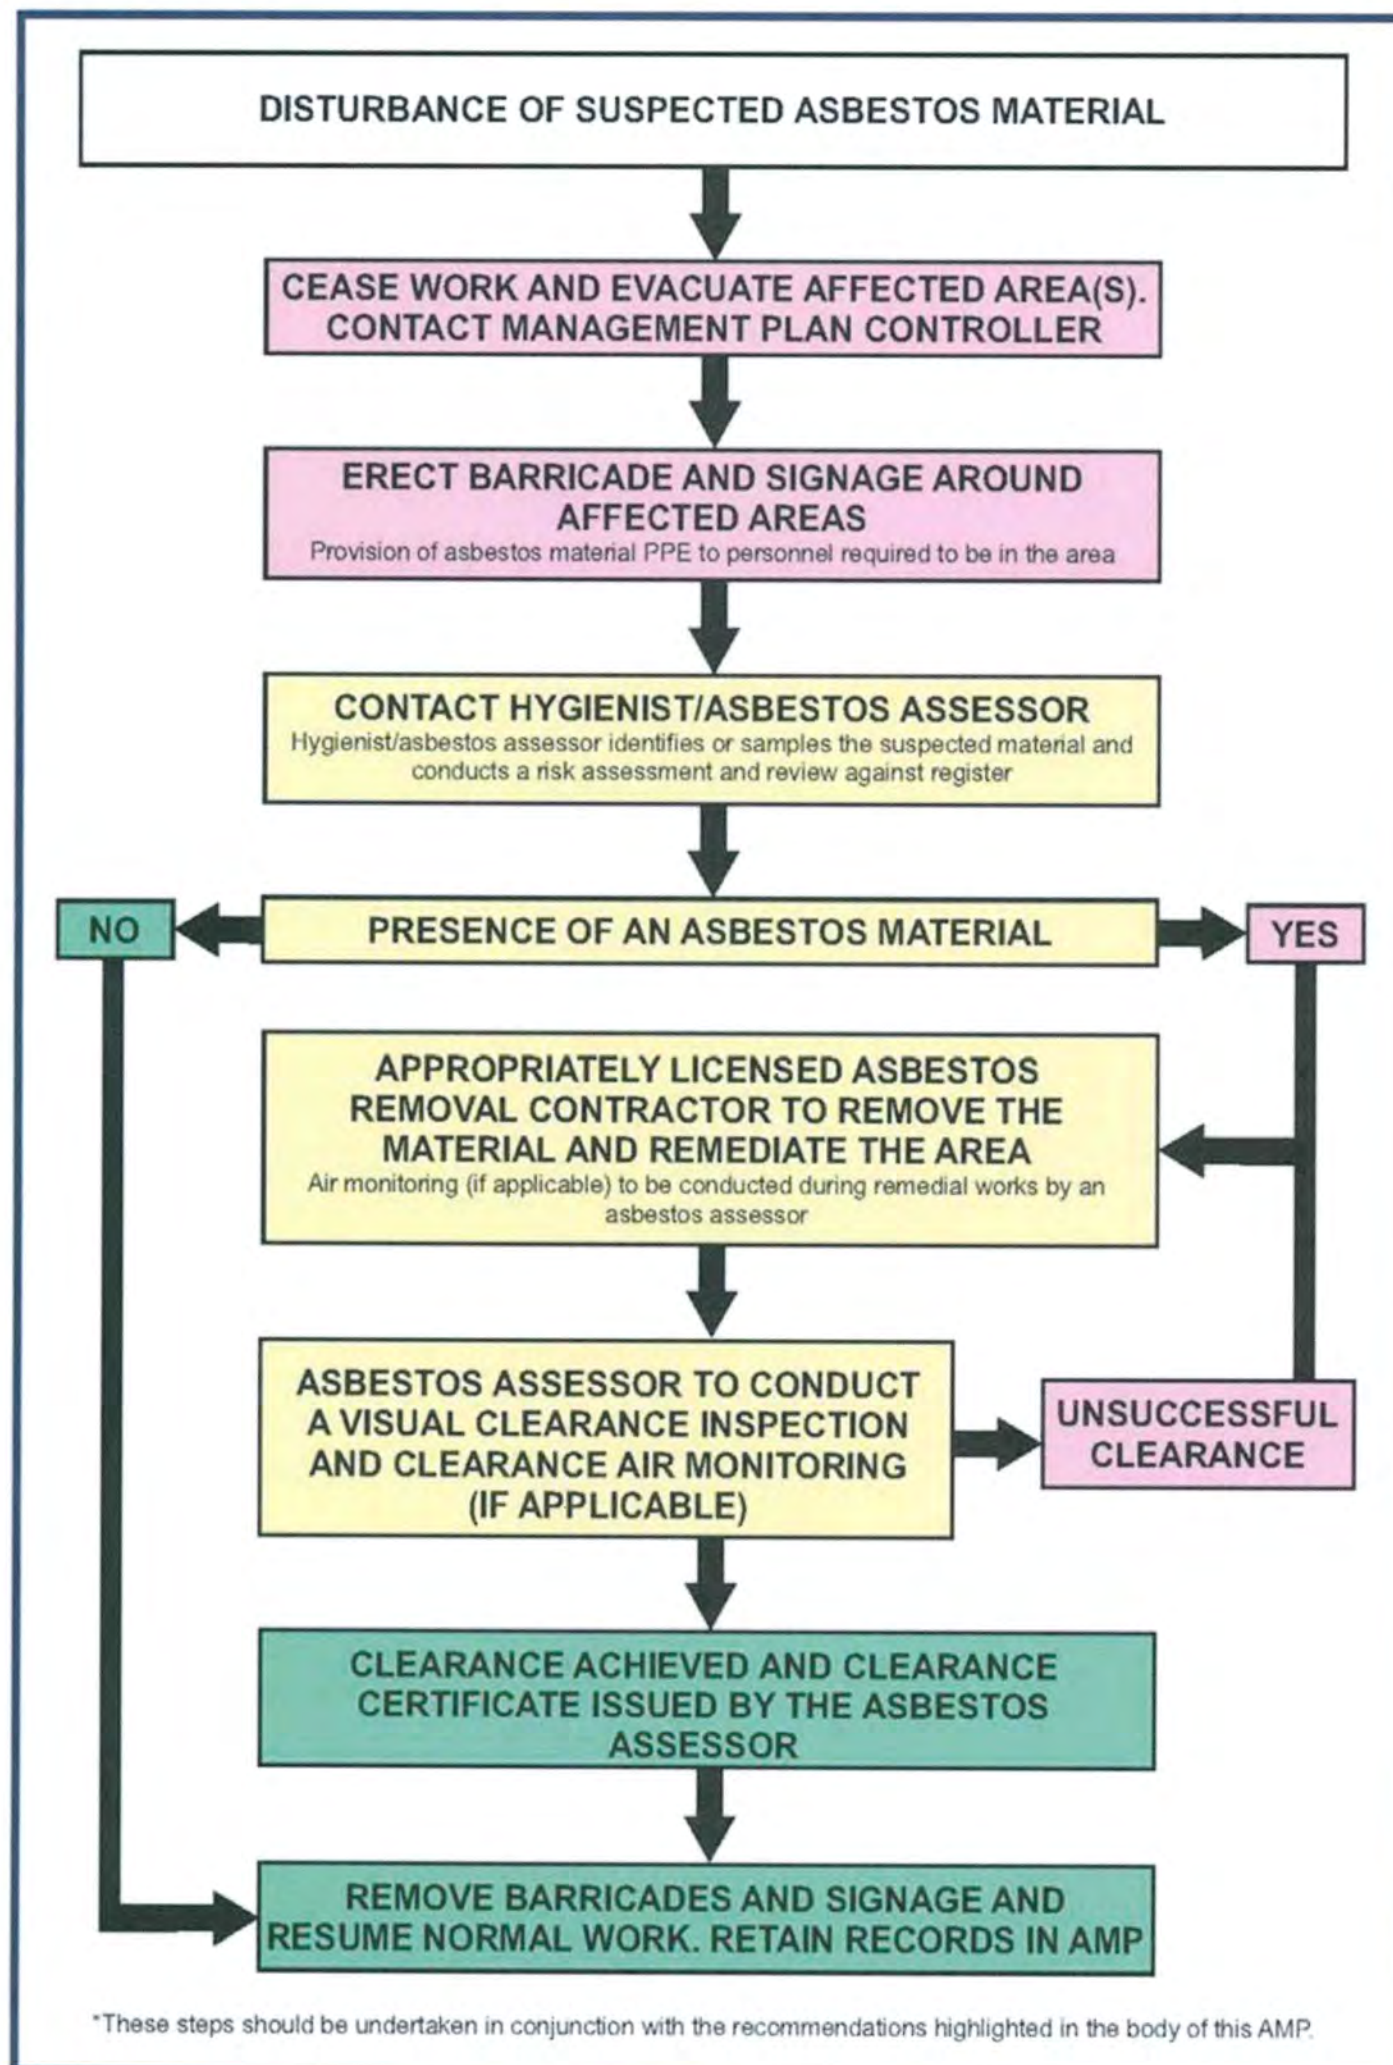 DISTURBANCE OF SUSPECTED ASBESTOS MATERIAL
CEASE WORK AND EVACUATE AFFECTED AREA(S).
CONTACT MANAGEMENT PLAN CONTROLLER
ERECT BARRICADE AND SIGNAGE AROUND
AFFECTED AREAS
Provision of asbestos material PPE to personnel required to be in the area
CONTACT HYGIENIST/ASBESTOS ASSESSOR
Hygienist/asbestos assessor identifies or samples the suspected material and
conducts a risk assessment and review against register
NO
PRESENCE OF AN ASBESTOS MATERIAL
YES
APPROPRIATELY LICENSED ASBESTOS
REMOVAL CONTRACTOR TO REMOVE THE
MATERIAL AND REMEDIATE THE AREA
Air monitoring (if applicable) to be conducted during remedial works by an
asbestos assessor
ASBESTOS ASSESSOR TO CONDUCT
A VISUAL CLEARANCE INSPECTION
AND CLEARANCE AIR MONITORING
(IF APPLICABLE)
UNSUCCESSFUL
CLEARANCE
CLEARANCE ACHIEVED AND CLEARANCE
CERTIFICATE ISSUED BY THE ASBESTOS
ASSESSOR
REMOVE BARRICADES AND SIGNAGE AND
RESUME NORMAL WORK. RETAIN RECORDS IN AMP
*These steps should be undertaken in conjunction with the recommendations highlighted in the body of this AMP.